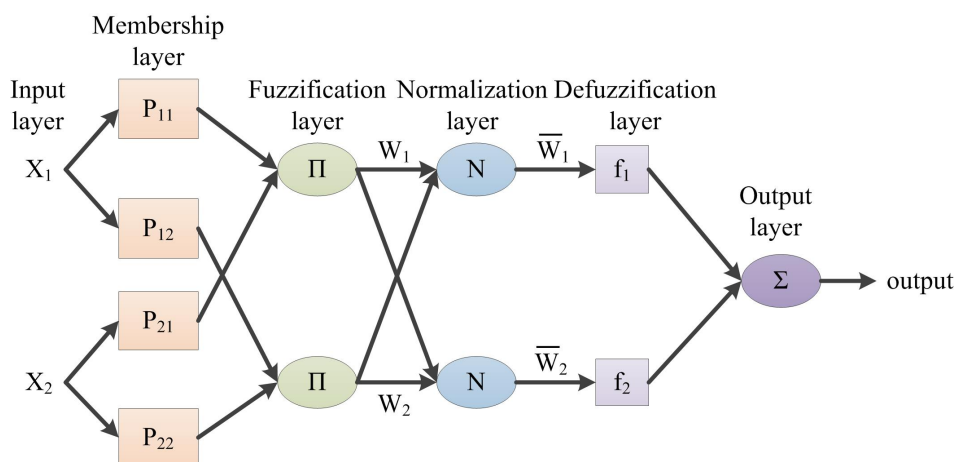 Membership
layer
Input
layer
Fuzzification
layer
Normalization
layer
Defuzzification
layer
Output
layer
X₁
X₂
P₁₁
P₁₂
P₂₁
P₂₂
Π
Π
W₁
W₂
N
N
W̅₁
W̅₂
f₁
f₂
Σ
output